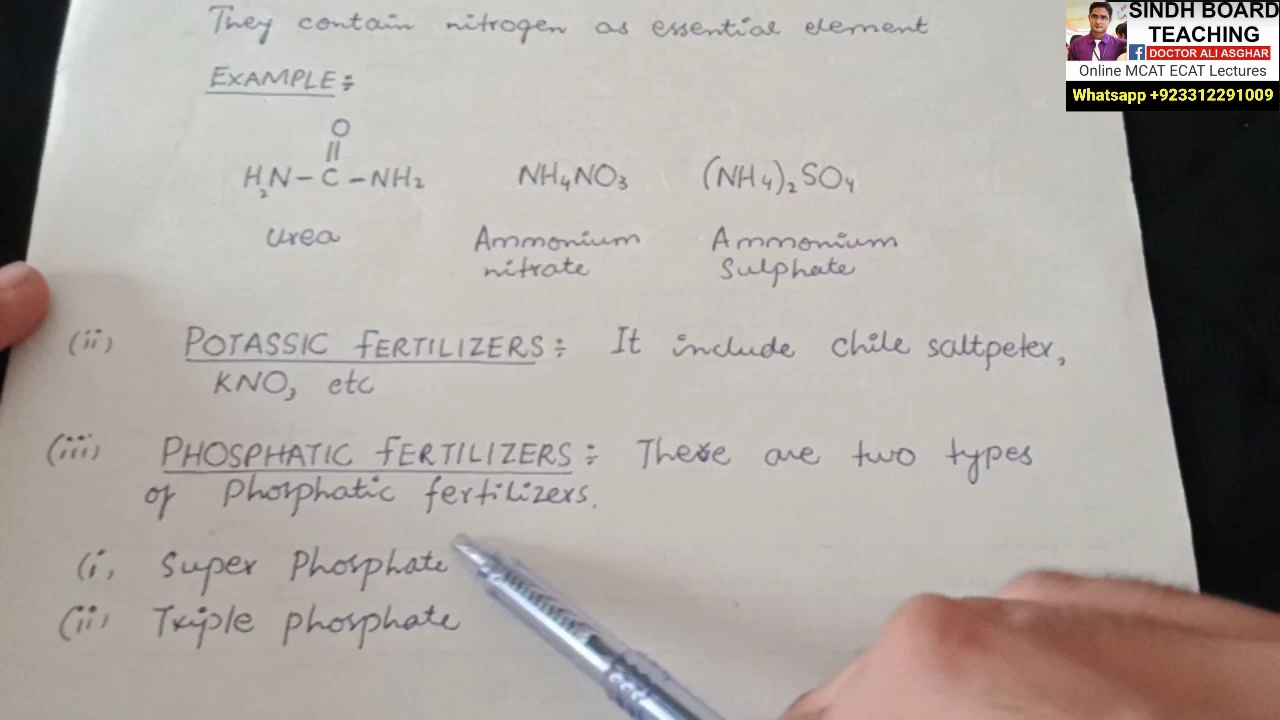 They contain nitrogen as essential element
EXAMPLE:
O
||
H2N-C-NH2 NH4NO3 (NH4)2SO4
Urea Ammonium nitrate Ammonium Sulphate
(ii) POTASSIC FERTILIZERS: It include chile saltpeter,
KNO3 etc
(iii) PHOSPHATIC FERTILIZERS: There are two types
of Phosphatic fertilizers.
(i) Super Phosphate
(ii) Triple phosphate
SINDH BOARD
TEACHING
f DOCTOR ALI ASGHAR
Online MCAT ECAT Lectures
Whatsapp +923312291009